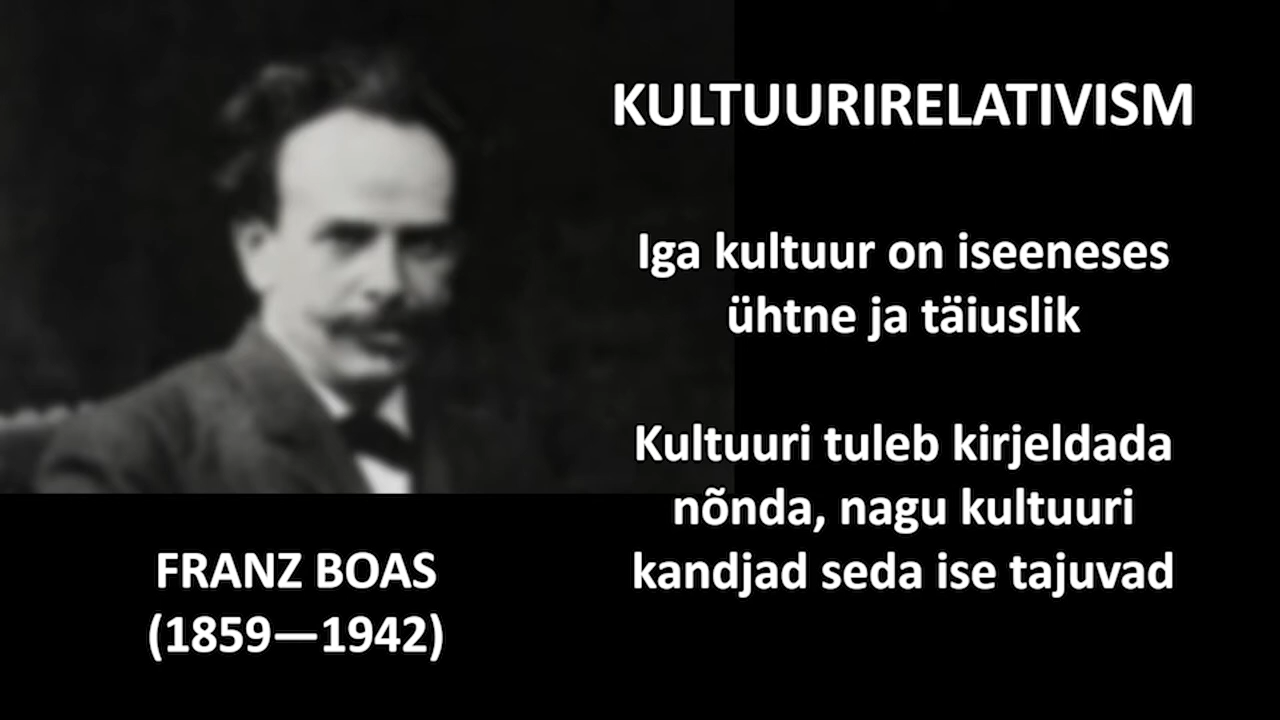 KULTUURIRELATIVISM
Iga kultuur on iseeneses
ühtne ja täiuslik
Kultuuri tuleb kirjeldada
nõnda, nagu kultuuri
kandjad seda ise tajuvad
FRANZ BOAS
(1859—1942)